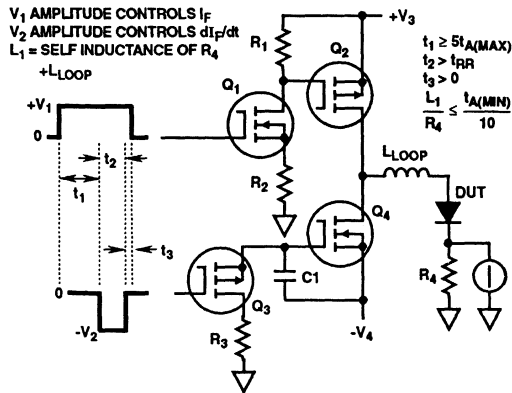 V1 AMPLITUDE CONTROLS IF
V2 AMPLITUDE CONTROLS dIF/dt
L1 = SELF INDUCTANCE OF R4
+LLOOP
+V1
0
t2
t1
t3
0
-V2
R1
Q1
R2
Q2
+V3
t1 ≥ 5tA(MAX)
t2 > tRR
t3 > 0
L1/R4 ≤ tA(MIN)/10
LLOOP
DUT
Q4
R4
C1
Q3
R3
-V4